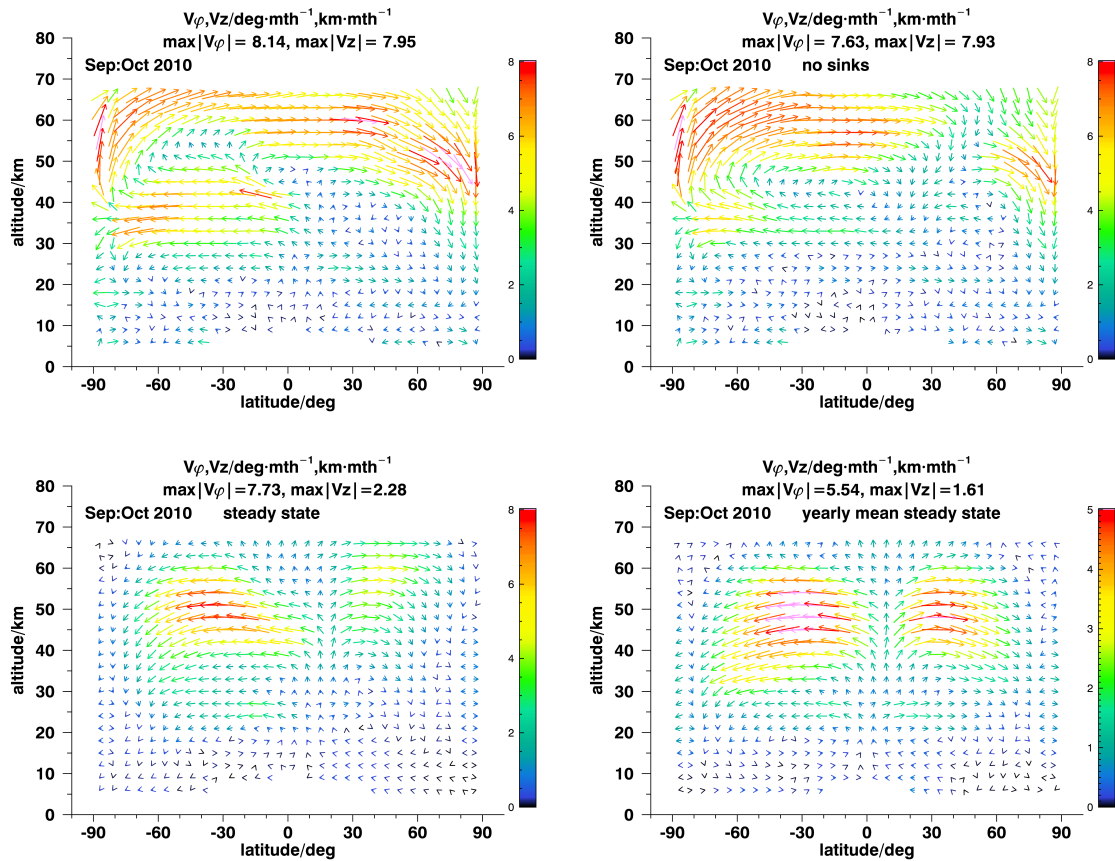 Vφ,Vz/deg·mth⁻¹,km·mth⁻¹
max|Vφ|= 8.14, max|Vz|= 7.95
Sep:Oct 2010
80
70
60
50
40
30
20
10
0
altitude/km
-90 -60 -30 0 30 60 90
latitude/deg
8
6
4
2
0
Vφ,Vz/deg·mth⁻¹,km·mth⁻¹
max|Vφ|= 7.63, max|Vz|= 7.93
Sep:Oct 2010 no sinks
80
70
60
50
40
30
20
10
0
altitude/km
-90 -60 -30 0 30 60 90
latitude/deg
8
6
4
2
0
Vφ,Vz/deg·mth⁻¹,km·mth⁻¹
max|Vφ|=7.73, max|Vz|=2.28
Sep:Oct 2010 steady state
80
70
60
50
40
30
20
10
0
altitude/km
-90 -60 -30 0 30 60 90
latitude/deg
8
6
4
2
0
Vφ,Vz/deg·mth⁻¹,km·mth⁻¹
max|Vφ|=5.54, max|Vz|=1.61
Sep:Oct 2010 yearly mean steady state
80
70
60
50
40
30
20
10
0
altitude/km
-90 -60 -30 0 30 60 90
latitude/deg
5
4
3
2
1
0